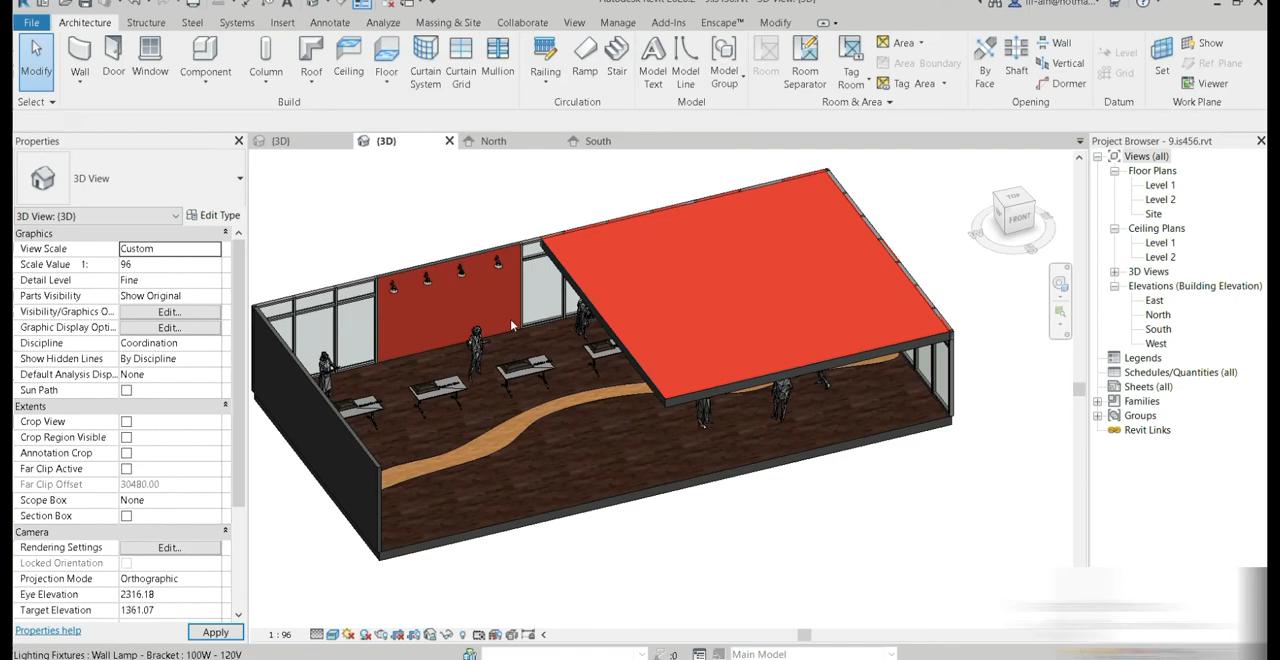 File Architecture Structure Steel Systems Insert Annotate Analyze Massing & Site Collaborate View Manage Add-Ins Enscape™ Modify
Modify Wall Door Window Component Column Roof Ceiling Floor Curtain System Curtain Grid Mullion Railing Ramp Stair Model Text Model Line Model Group Room Room Separator Tag Room Area Area Boundary Tag Area By Face Shaft Wall Vertical Dormer Level Grid Set Show Ref Plane Viewer
Select Build Circulation Model Room & Area Opening Datum Work Plane
Properties
(3D) (3D) North South
Project Browser - 9.is456.rvt
3D View
3D View: {3D} Edit Type
Graphics
View Scale Custom
Scale Value 1: 96
Detail Level Fine
Parts Visibility Show Original
Visibility/Graphics O... Edit...
Graphic Display Opti... Edit...
Discipline Coordination
Show Hidden Lines By Discipline
Default Analysis Disp... None
Sun Path
Extents
Crop View
Crop Region Visible
Annotation Crop
Far Clip Active
Far Clip Offset 30480.00
Scope Box None
Section Box
Camera
Rendering Settings Edit...
Locked Orientation
Projection Mode Orthographic
Eye Elevation 2316.18
Target Elevation 1361.07
Properties help Apply
TOP
FRONT
Views (all)
Floor Plans
Level 1
Level 2
Site
Ceiling Plans
Level 1
Level 2
3D Views
Elevations (Building Elevation)
East
North
South
West
Legends
Schedules/Quantities (all)
Sheets (all)
Families
Groups
Revit Links
1 : 96
Lighting Fixtures : Wall Lamp - Bracket : 100W - 120V
:0
Main Model